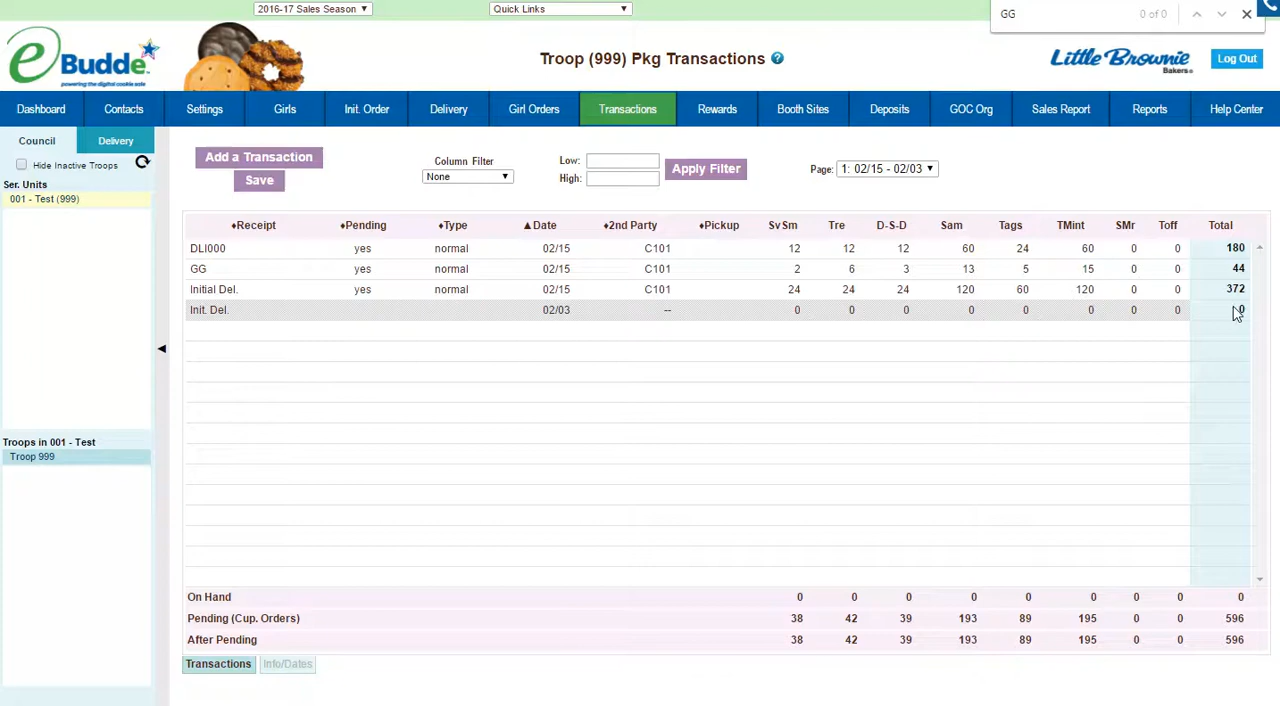 2016-17 Sales Season
Quick Links
GG 0 of 0
eBudde™
powering the digital cookie sale
Troop (999) Pkg Transactions ?
Little Brownie Bakers®
Log Out
Dashboard Contacts Settings Girls Init. Order Delivery Girl Orders Transactions Rewards Booth Sites Deposits GOC Org Sales Report Reports Help Center
Council Delivery
Hide Inactive Troops
Ser. Units
001 - Test (999)
Troops in 001 - Test
Troop 999
Add a Transaction
Save
Column Filter
None
Low:
High:
Apply Filter
Page: 1: 02/15 - 02/03
♦Receipt ♦Pending ♦Type ▲Date ♦2nd Party ♦Pickup SvSm Tre D-S-D Sam Tags TMint SMr Toff Total
DLI000 yes normal 02/15 C101 12 12 12 60 24 60 0 0 180
GG yes normal 02/15 C101 2 6 3 13 5 15 0 0 44
Initial Del. yes normal 02/15 C101 24 24 24 120 60 120 0 0 372
Init. Del. 02/03 -- 0 0 0 0 0 0 0 0 0
On Hand 0 0 0 0 0 0 0 0 0
Pending (Cup. Orders) 38 42 39 193 89 195 0 0 596
After Pending 38 42 39 193 89 195 0 0 596
Transactions Info/Dates